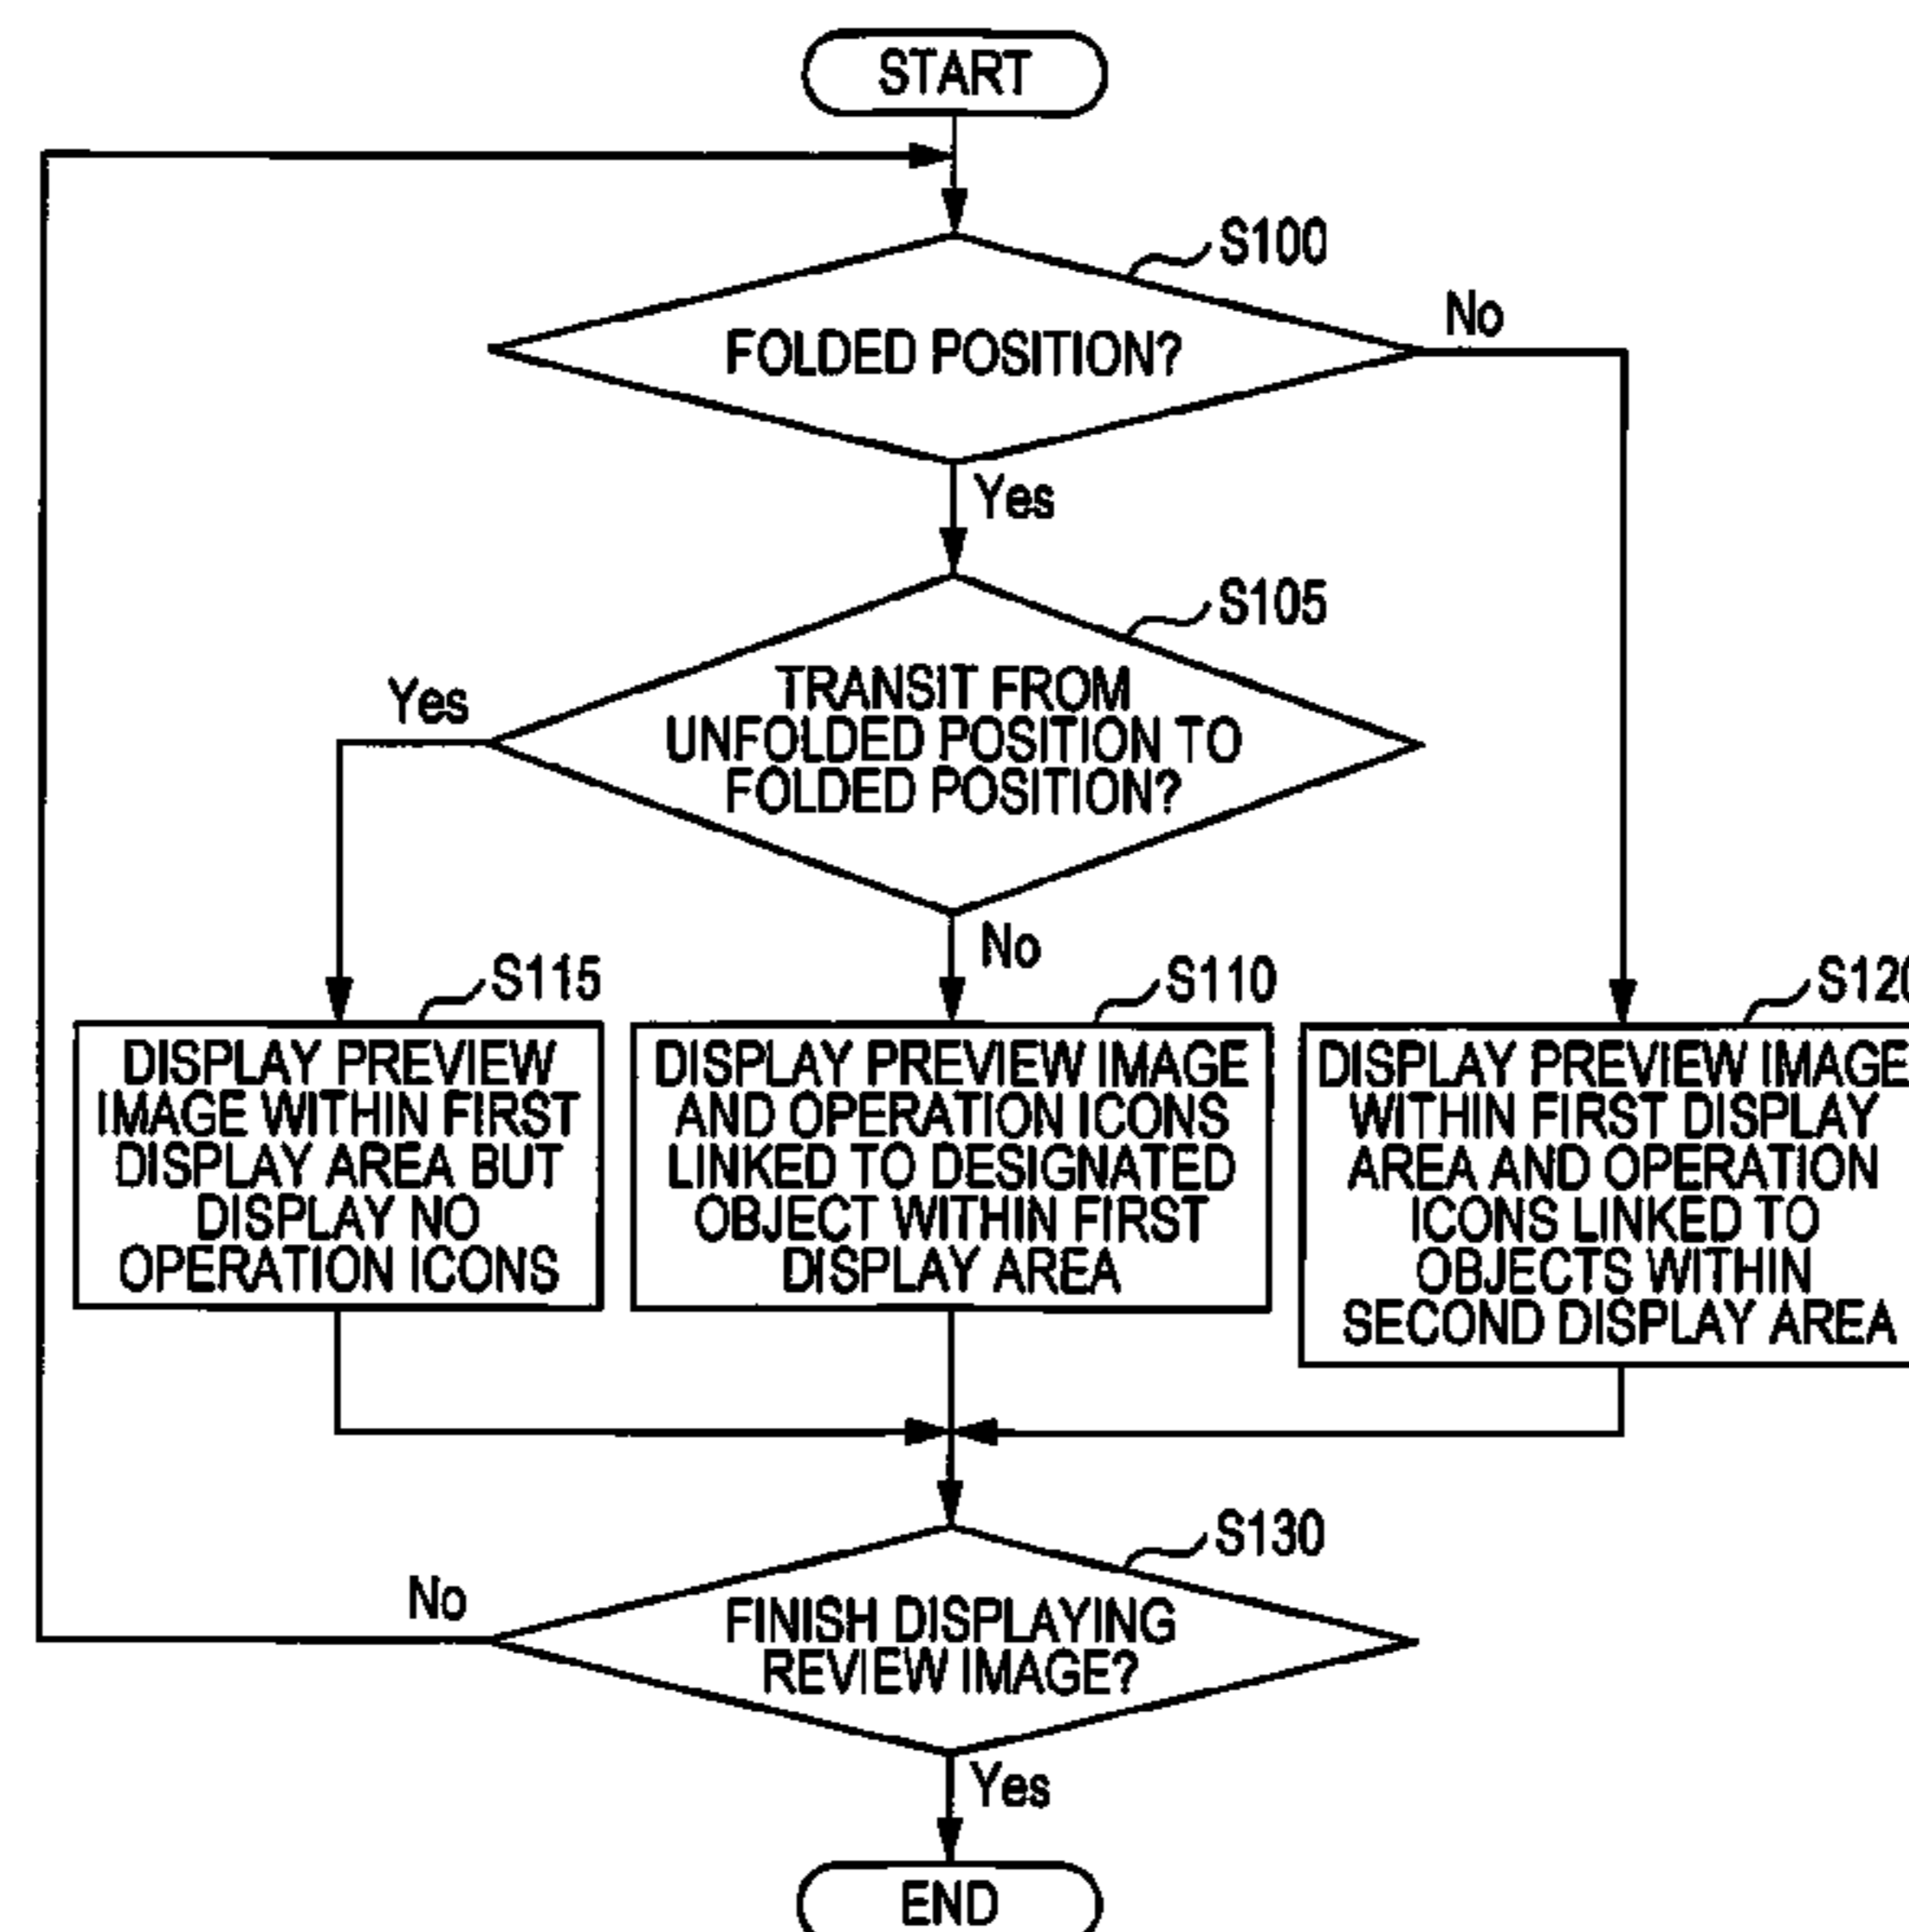 START
S100
FOLDED POSITION?
No
Yes
S105
TRANSIT FROM
UNFOLDED POSITION TO
FOLDED POSITION?
Yes
No
S115
DISPLAY PREVIEW
IMAGE WITHIN FIRST
DISPLAY AREA BUT
DISPLAY NO
OPERATION ICONS
S110
DISPLAY PREVIEW IMAGE
AND OPERATION ICONS
LINKED TO DESIGNATED
OBJECT WITHIN FIRST
DISPLAY AREA
S120
DISPLAY PREVIEW IMAGE
WITHIN FIRST DISPLAY
AREA AND OPERATION
ICONS LINKED TO
OBJECTS WITHIN
SECOND DISPLAY AREA
S130
FINISH DISPLAYING
REVIEW IMAGE?
No
Yes
END